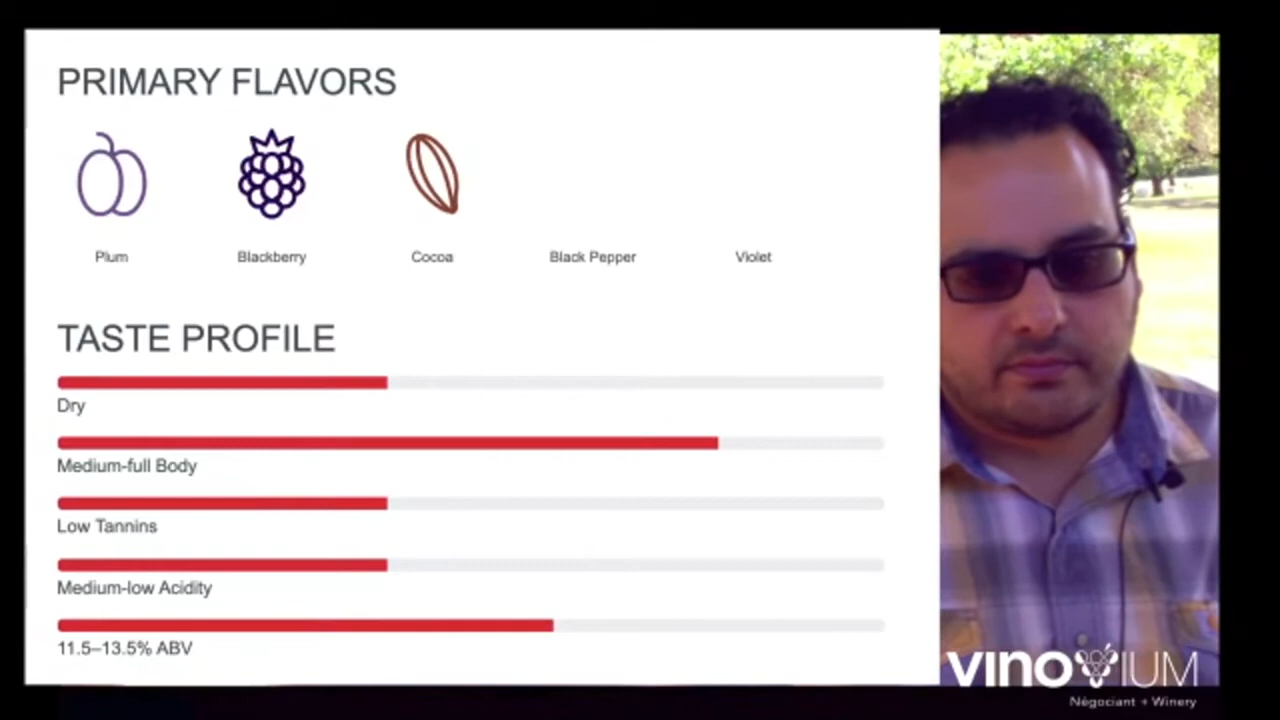 PRIMARY FLAVORS
Plum
Blackberry
Cocoa
Black Pepper
Violet
TASTE PROFILE
Dry
Medium-full Body
Low Tannins
Medium-low Acidity
11.5–13.5% ABV
vinoVIUM
Négociant + Winery